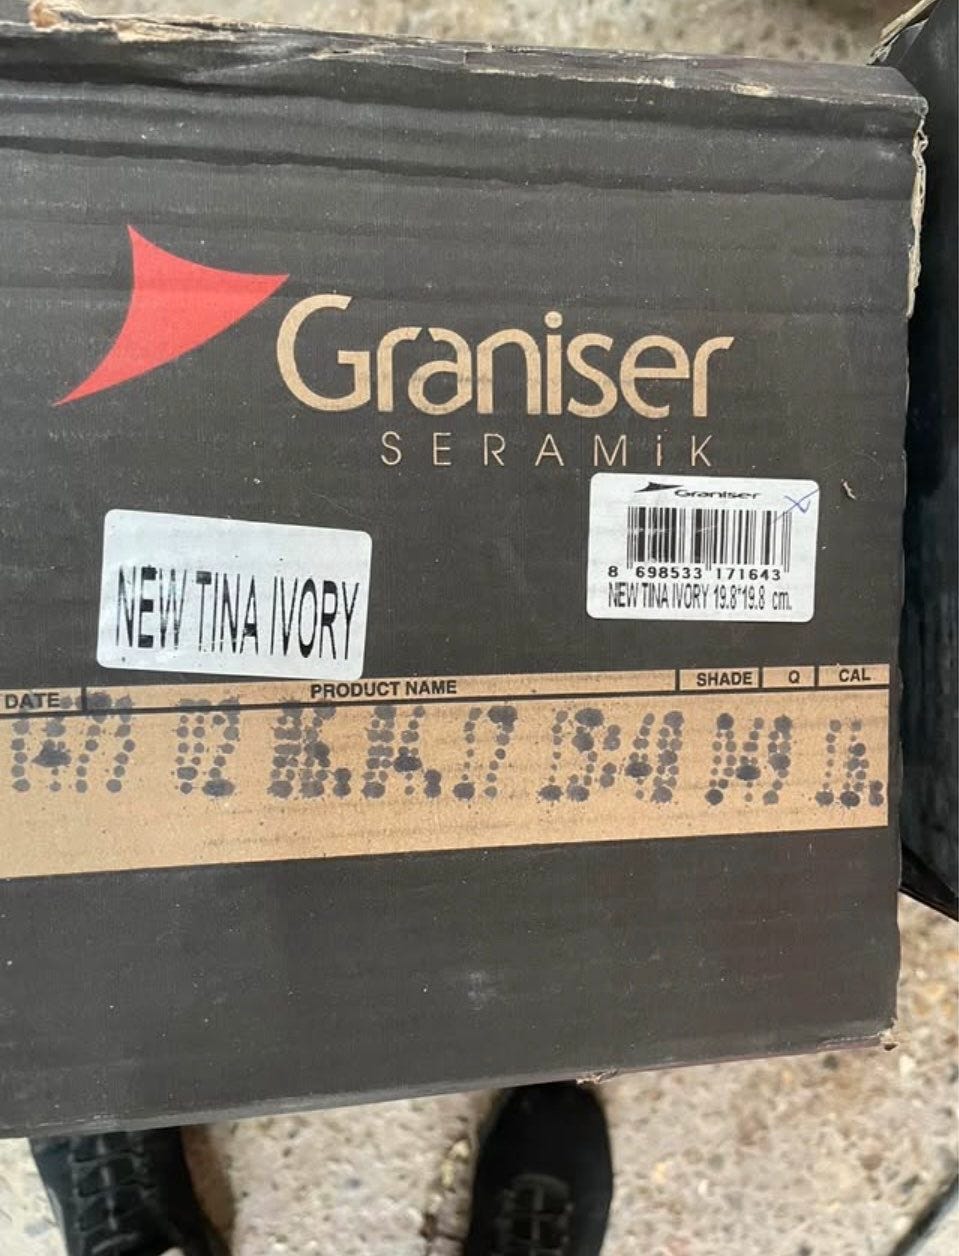 Graniser
SERAMİK
Graniser
8 698533 171643
NEW TINA IVORY 19.8*19.8 cm.
NEW TINA IVORY
DATE PRODUCT NAME SHADE Q CAL